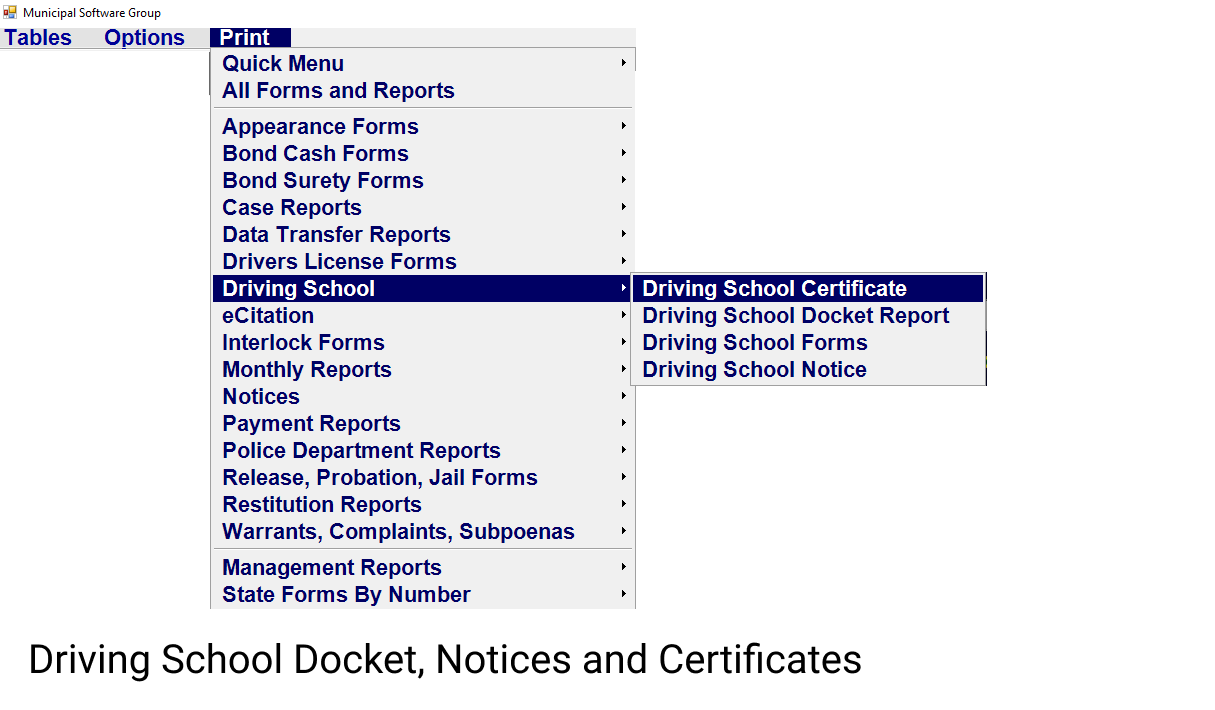 Municipal Software Group
Tables Options Print
Quick Menu
All Forms and Reports
Appearance Forms
Bond Cash Forms
Bond Surety Forms
Case Reports
Data Transfer Reports
Drivers License Forms
Driving School
eCitation
Interlock Forms
Monthly Reports
Notices
Payment Reports
Police Department Reports
Release, Probation, Jail Forms
Restitution Reports
Warrants, Complaints, Subpoenas
Management Reports
State Forms By Number
Driving School Certificate
Driving School Docket Report
Driving School Forms
Driving School Notice
Driving School Docket, Notices and Certificates